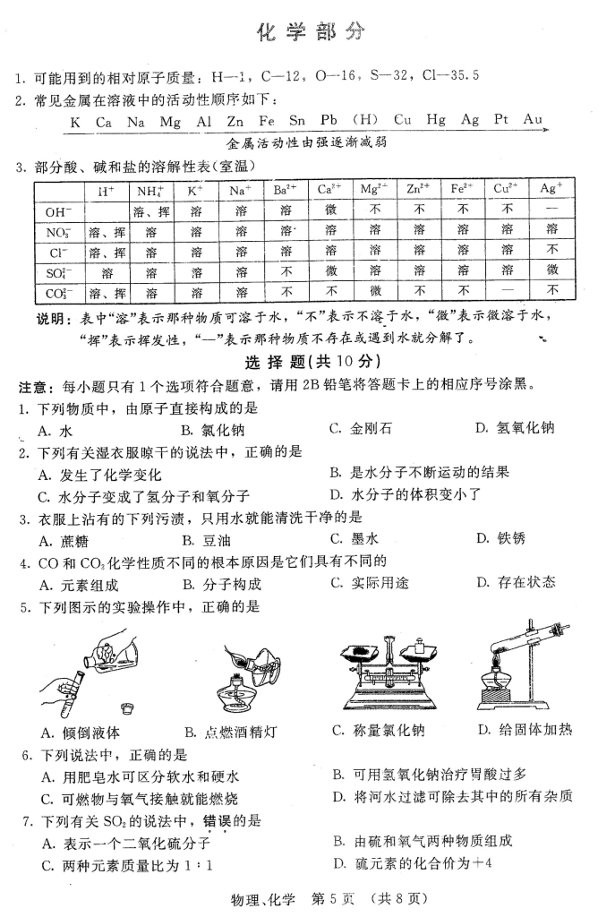 化学部分
1. 可能用到的相对原子质量：H—1，C—12，O—16，S—32，Cl—35.5
2. 常见金属在溶液中的活动性顺序如下：
K Ca Na Mg Al Zn Fe Sn Pb （H） Cu Hg Ag Pt Au
金属活动性由强逐渐减弱
3. 部分酸、碱和盐的溶解性表(室温)
H⁺ NH₄⁺ K⁺ Na⁺ Ba²⁺ Ca²⁺ Mg²⁺ Zn²⁺ Fe²⁺ Cu²⁺ Ag⁺
OH⁻ 溶、挥 溶 溶 溶 微 不 不 不 不 —
NO₃⁻ 溶、挥 溶 溶 溶 溶 溶 溶 溶 溶 溶 溶
Cl⁻ 溶、挥 溶 溶 溶 溶 溶 溶 溶 溶 溶 不
SO₄²⁻ 溶 溶 溶 溶 不 微 溶 溶 溶 溶 微
CO₃²⁻ 溶、挥 溶 溶 溶 不 不 微 不 不 — 不
说明：表中“溶”表示那种物质可溶于水，“不”表示不溶于水，“微”表示微溶于水，
“挥”表示挥发性，“—”表示那种物质不存在或遇到水就分解了。
选择题(共10分)
注意：每小题只有1个选项符合题意，请用2B铅笔将答题卡上的相应序号涂黑。
1. 下列物质中，由原子直接构成的是
A. 水 B. 氯化钠 C. 金刚石 D. 氢氧化钠
2. 下列有关湿衣服晾干的说法中，正确的是
A. 发生了化学变化 B. 是水分子不断运动的结果
C. 水分子变成了氢分子和氧分子 D. 水分子的体积变小了
3. 衣服上沾有的下列污渍，只用水就能清洗干净的是
A. 蔗糖 B. 豆油 C. 墨水 D. 铁锈
4. CO和CO₂化学性质不同的根本原因是它们具有不同的
A. 元素组成 B. 分子构成 C. 实际用途 D. 存在状态
5. 下列图示的实验操作中，正确的是
A. 倾倒液体 B. 点燃酒精灯 C. 称量氯化钠 D. 给固体加热
6. 下列说法中，正确的是
A. 用肥皂水可区分软水和硬水 B. 可用氢氧化钠治疗胃酸过多
C. 可燃物与氧气接触就能燃烧 D. 将河水过滤可除去其中的所有杂质
7. 下列有关SO₂的说法中，错误的是
A. 表示一个二氧化硫分子 B. 由硫和氧气两种物质组成
C. 两种元素质量比为1∶1 D. 硫元素的化合价为+4
物理、化学 第5页 （共8页）